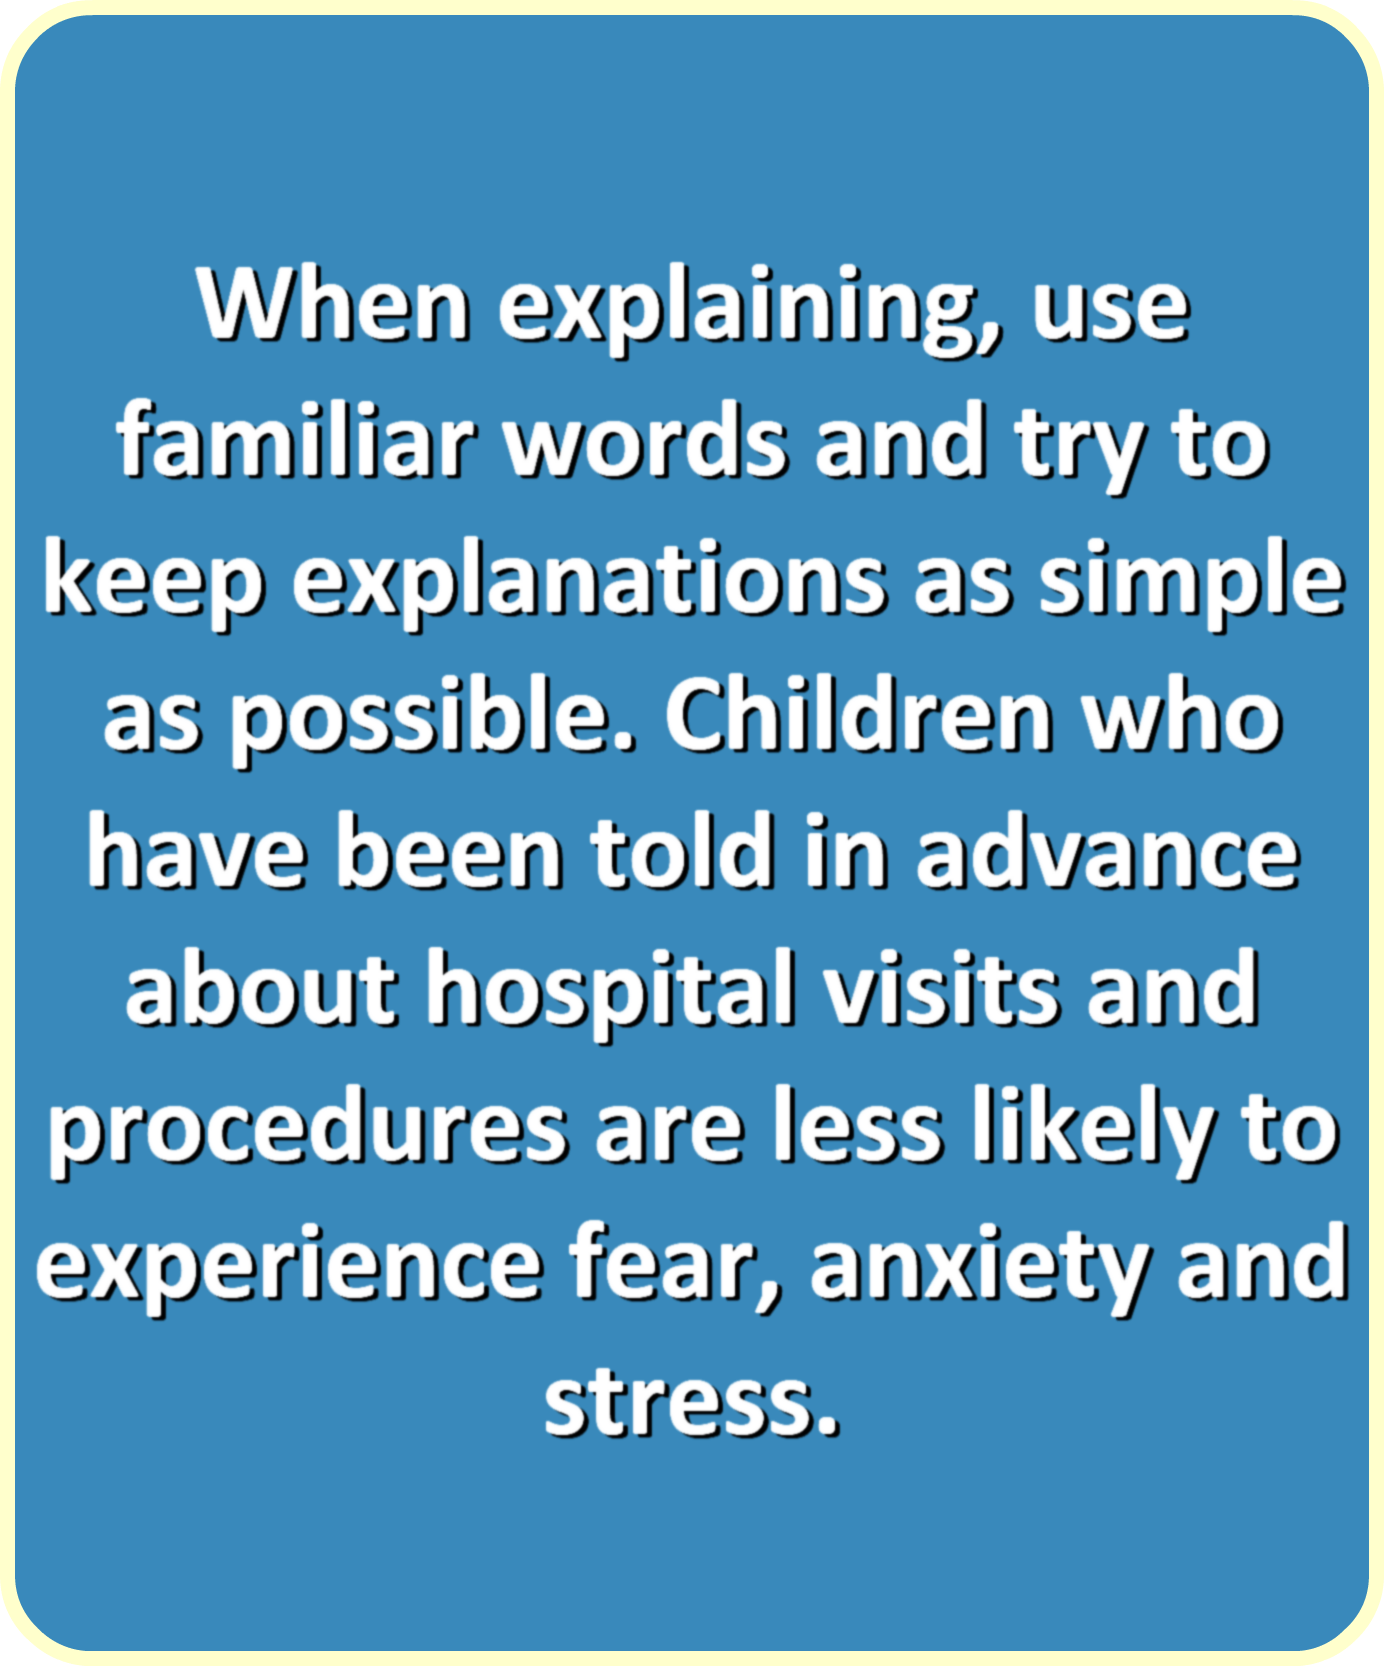 When explaining, use
familiar words and try to
keep explanations as simple
as possible. Children who
have been told in advance
about hospital visits and
procedures are less likely to
experience fear, anxiety and
stress.